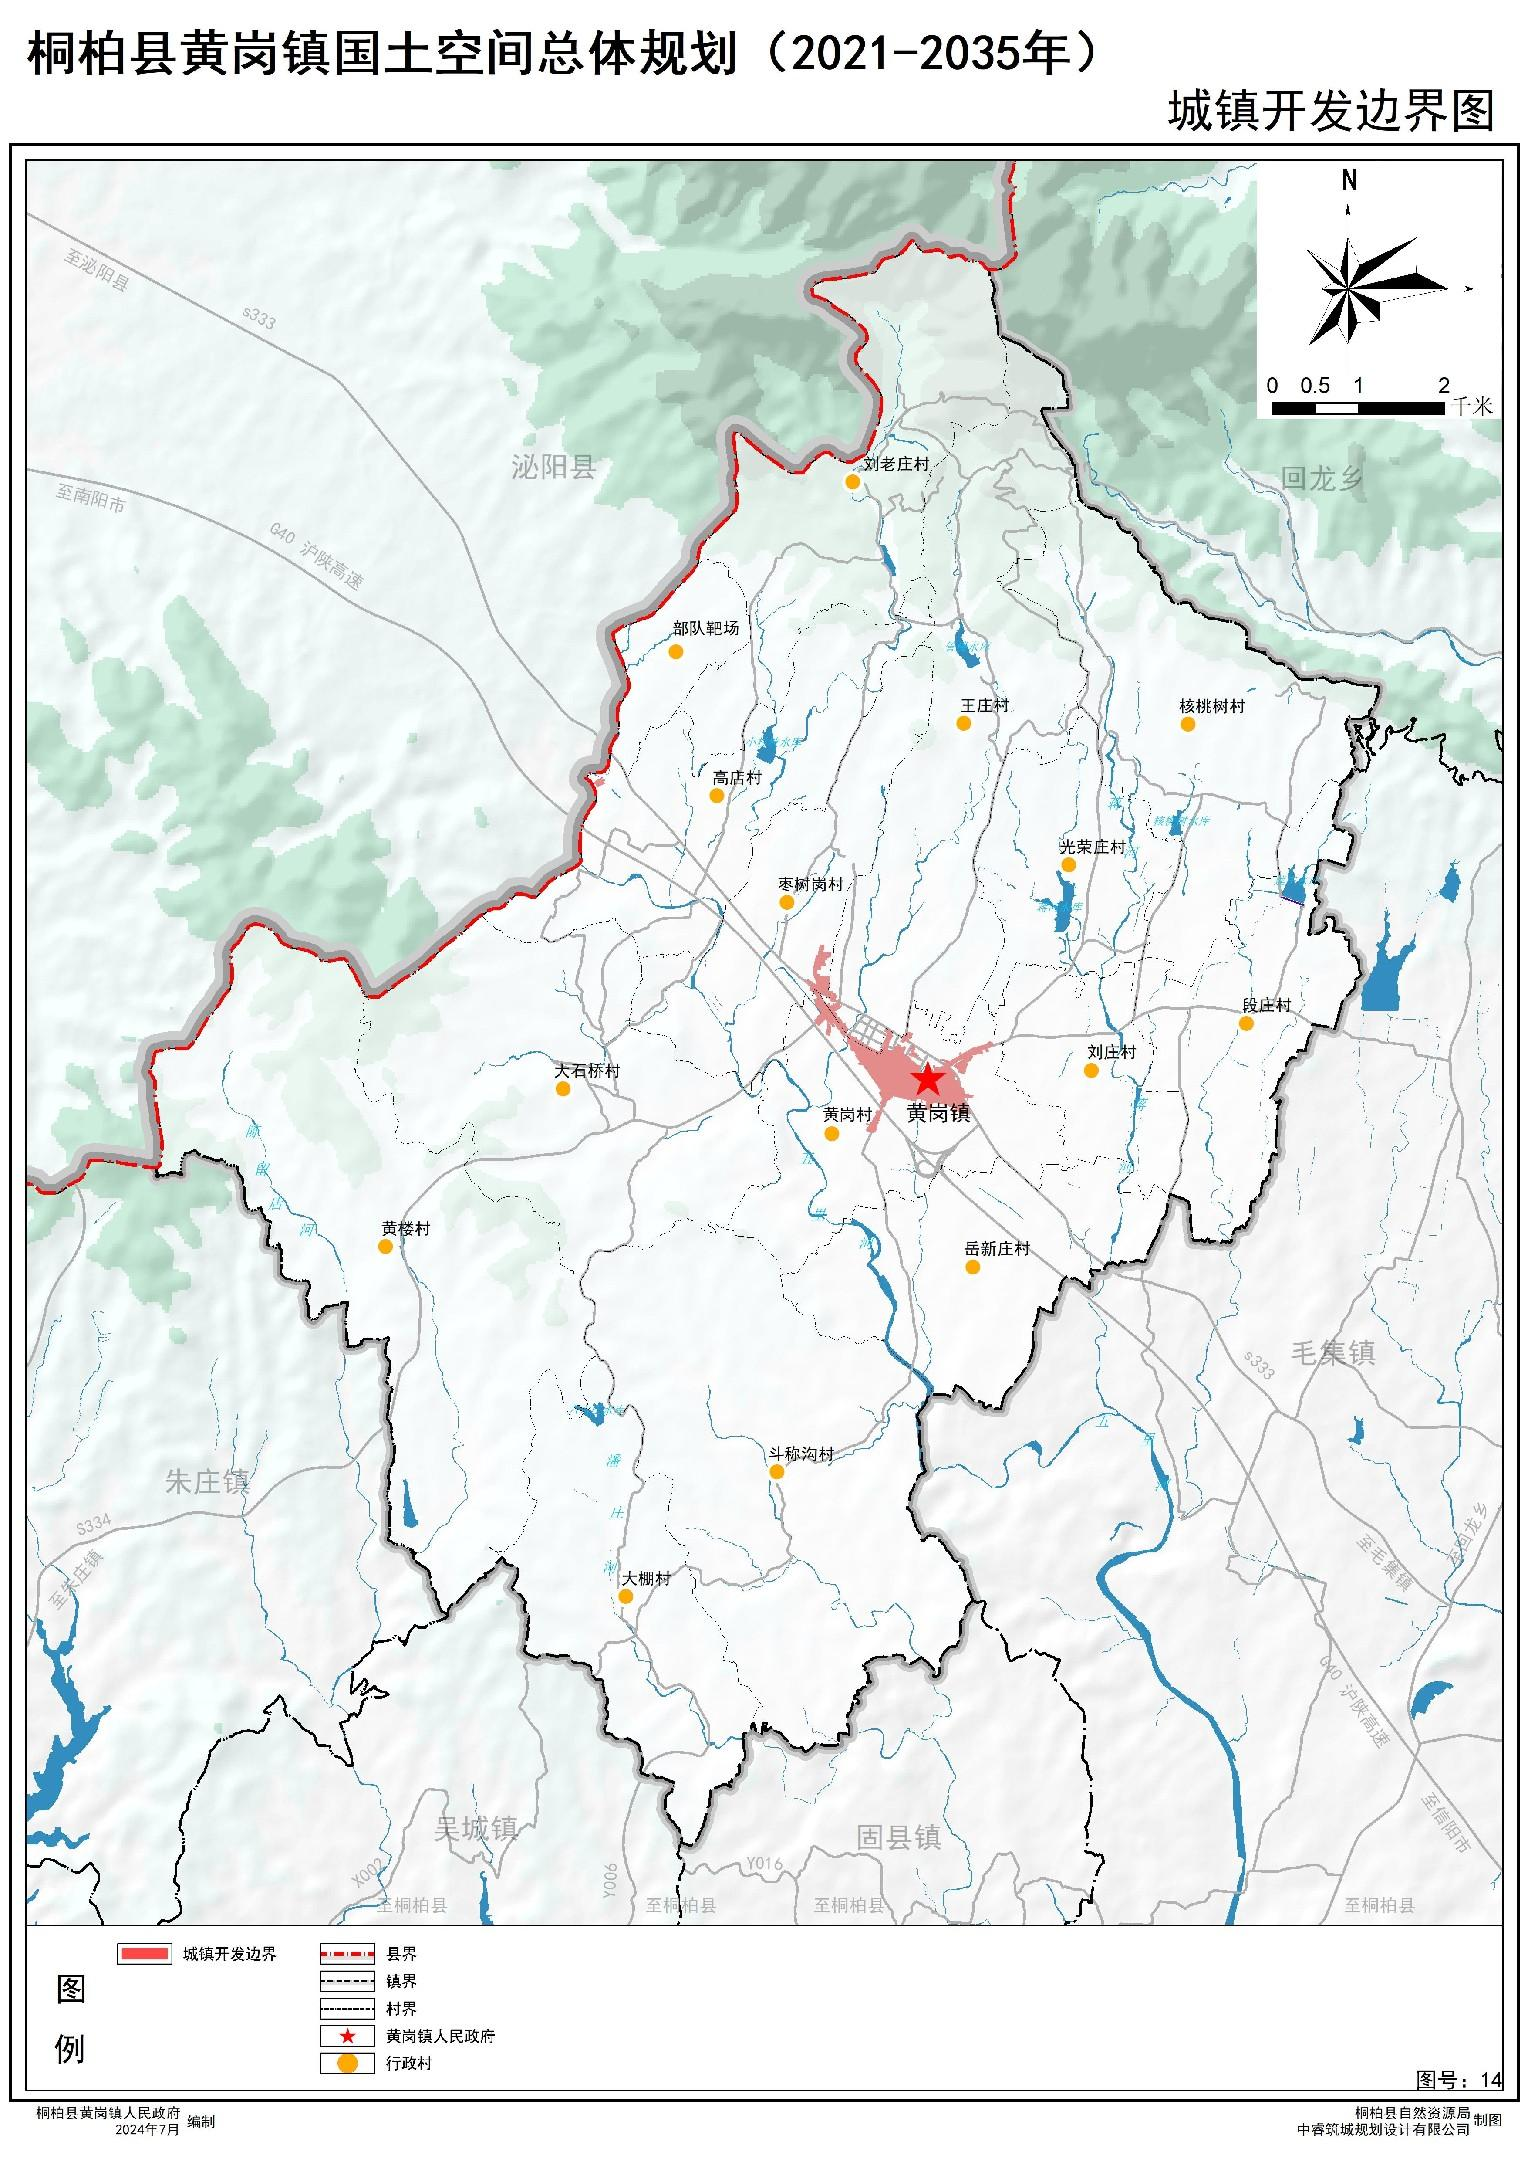 桐柏县黄岗镇国土空间总体规划（2021-2035年）
城镇开发边界图
N
0 0.5 1 2
千米
至泌阳县
s333
泌阳县
回龙乡
至南阳市
G40 沪陕高速
刘老庄村
部队靶场
王庄村
核桃树村
高店村
光荣庄村
枣树岗村
段庄村
刘庄村
大石桥村
黄岗村
黄岗镇
黄楼村
岳新庄村
毛集镇
s333
斗称沟村
朱庄镇
S334
至朱庄镇
至毛集镇
至回龙乡
大棚村
五
河
G40 沪陕高速
至信阳市
吴城镇
固县镇
X002
Y006
Y016
至桐柏县
至桐柏县
至桐柏县
至桐柏县
图例
城镇开发边界
县界
镇界
村界
黄岗镇人民政府
行政村
图号：14
桐柏县黄岗镇人民政府
2024年7月
编制
桐柏县自然资源局
中睿筑城规划设计有限公司
制图